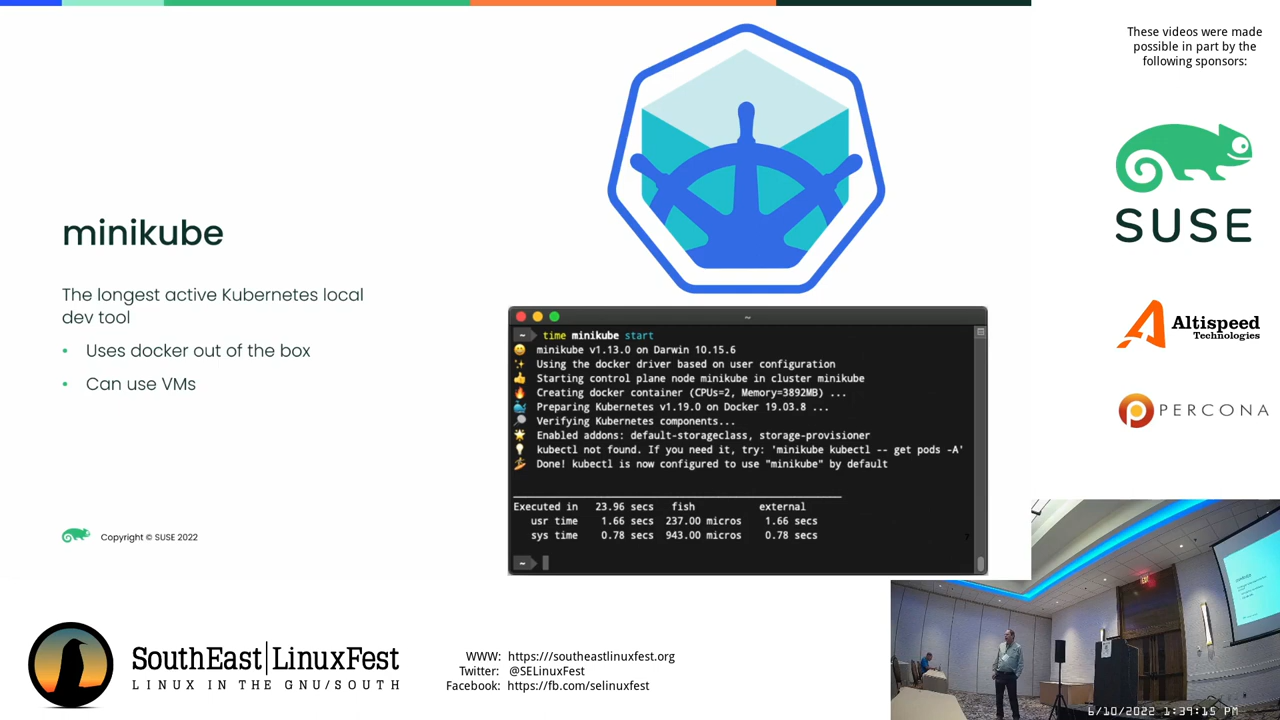 These videos were made
possible in part by the
following sponsors:
SUSE
Altispeed
Technologies
PERCONA
minikube
The longest active Kubernetes local
dev tool
• Uses docker out of the box
• Can use VMs
Copyright © SUSE 2022
~
~ time minikube start
minikube v1.13.0 on Darwin 10.15.6
Using the docker driver based on user configuration
Starting control plane node minikube in cluster minikube
Creating docker container (CPUs=2, Memory=3892MB) ...
Preparing Kubernetes v1.19.0 on Docker 19.03.8 ...
Verifying Kubernetes components...
Enabled addons: default-storageclass, storage-provisioner
kubectl not found. If you need it, try: 'minikube kubectl -- get pods -A'
Done! kubectl is now configured to use "minikube" by default
Executed in 23.96 secs fish external
usr time 1.66 secs 237.00 micros 1.66 secs
sys time 0.78 secs 943.00 micros 0.78 secs
~
7
SouthEast|LinuxFest
LINUX IN THE GNU/SOUTH
WWW: https:///southeastlinuxfest.org
Twitter: @SELinuxFest
Facebook: https://fb.com/selinuxfest
minikube
6/10/2022 1:39:15 PM